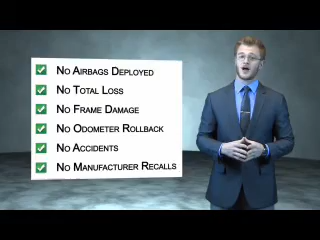 No Airbags Deployed
No Total Loss
No Frame Damage
No Odometer Rollback
No Accidents
No Manufacturer Recalls